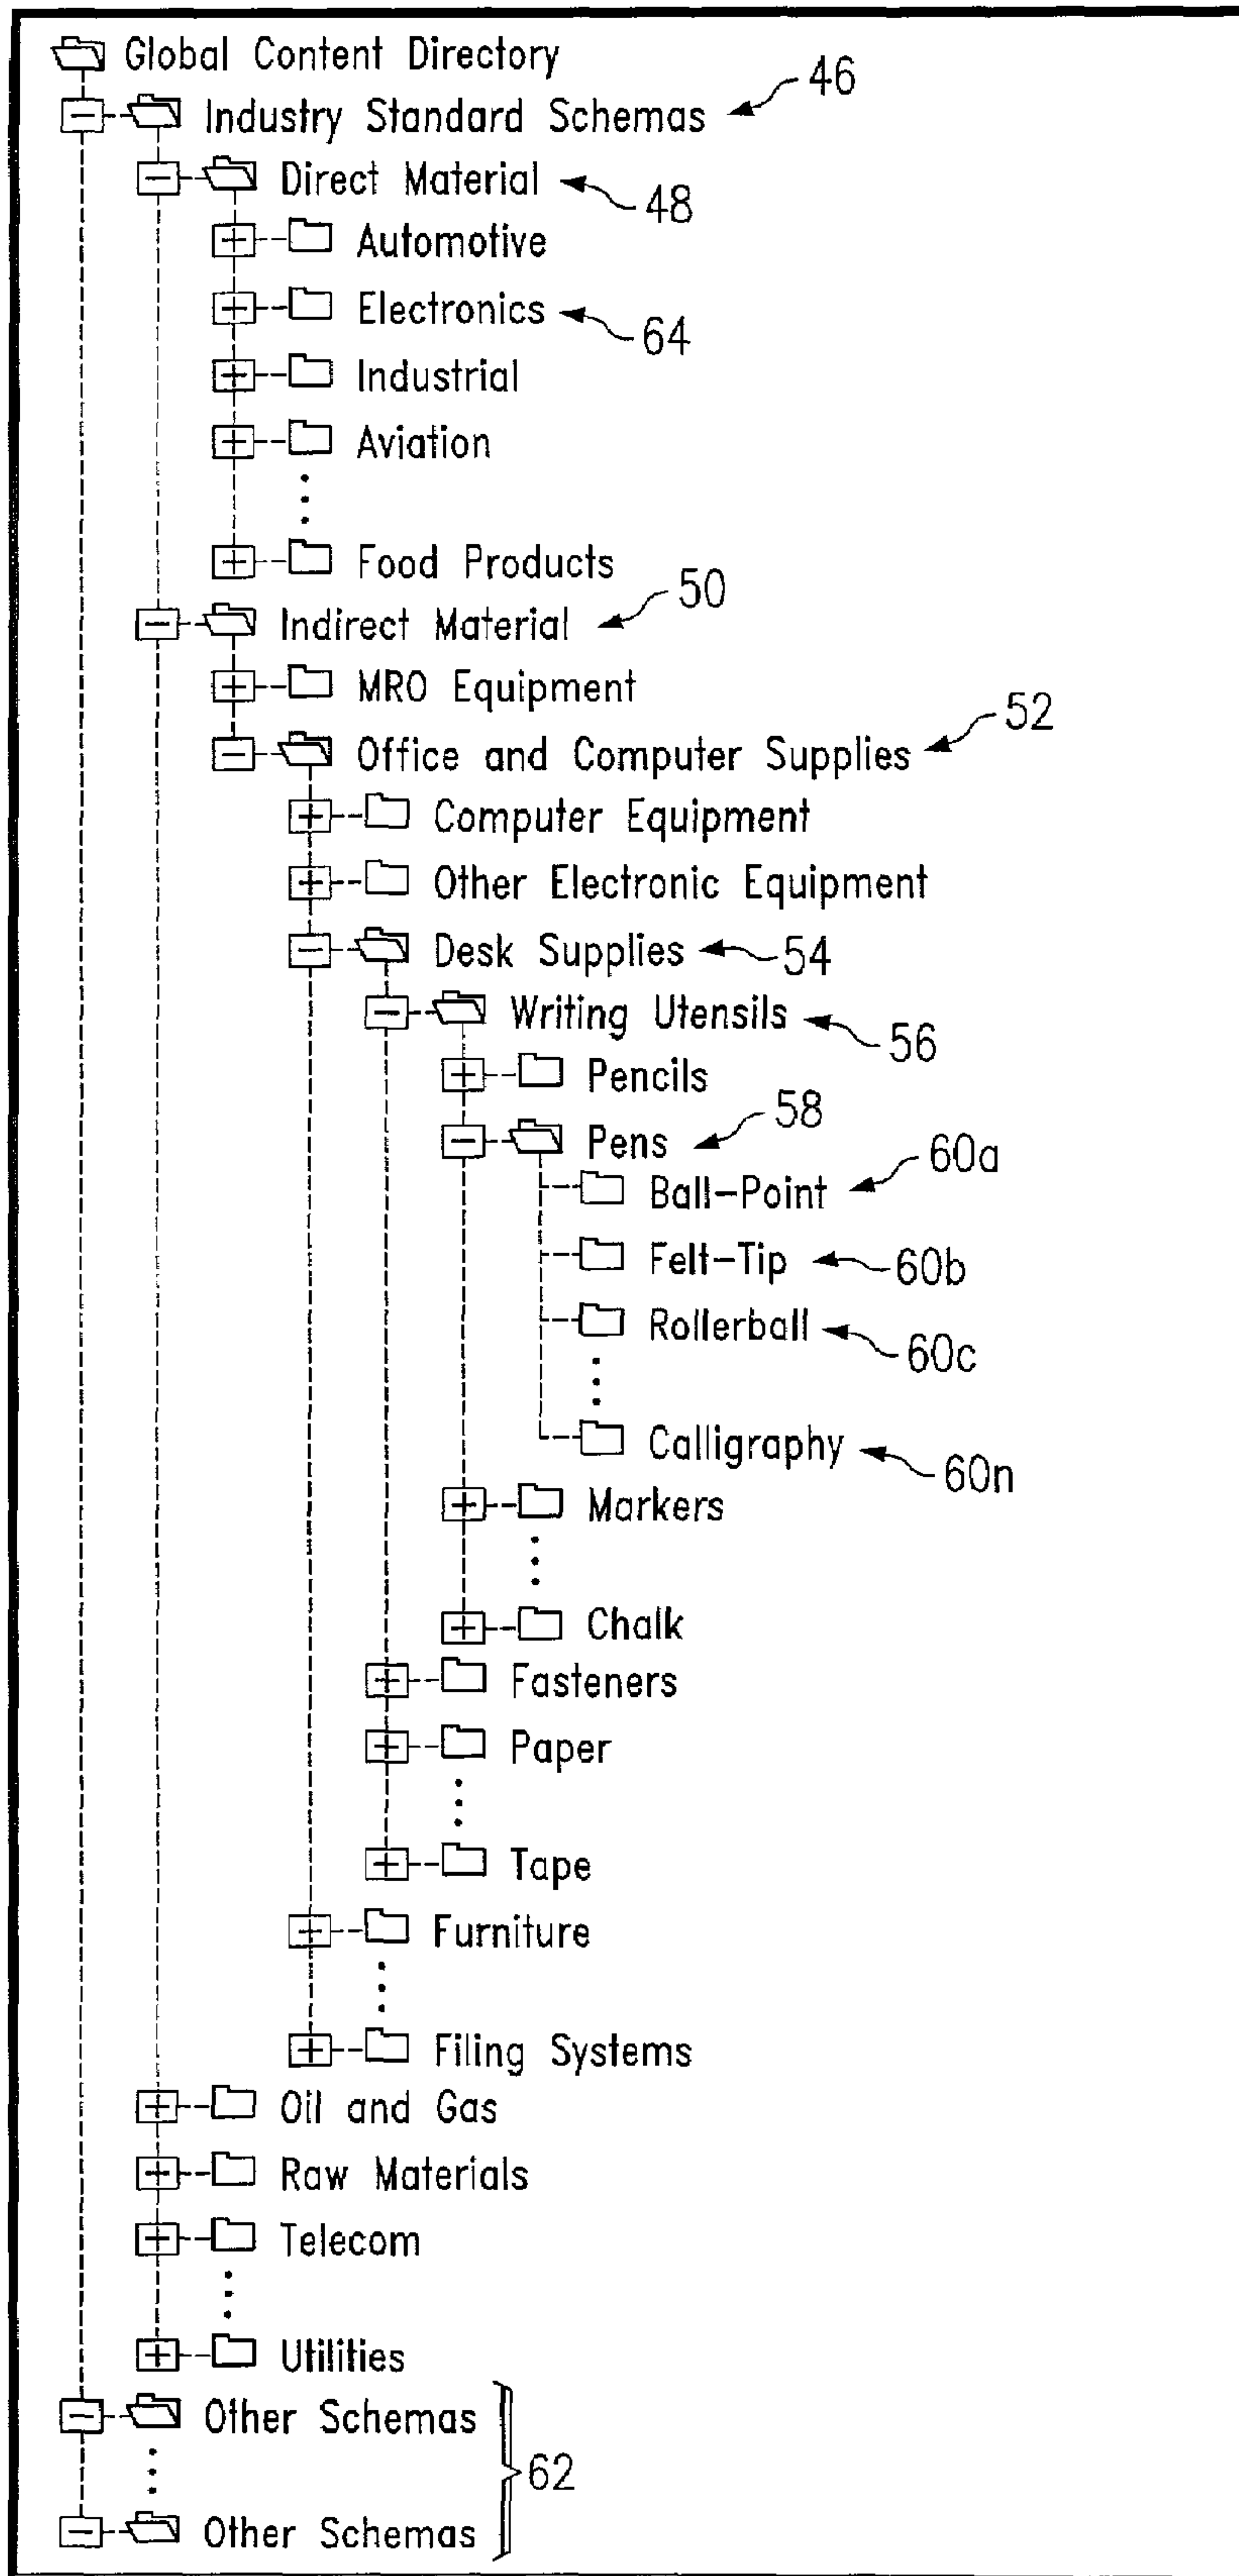 Global Content Directory
Industry Standard Schemas 46
Direct Material 48
Automotive
Electronics 64
Industrial
Aviation
Food Products
Indirect Material 50
MRO Equipment
Office and Computer Supplies 52
Computer Equipment
Other Electronic Equipment
Desk Supplies 54
Writing Utensils 56
Pencils
Pens 58
Ball-Point 60a
Felt-Tip 60b
Rollerball 60c
Calligraphy 60n
Markers
Chalk
Fasteners
Paper
Tape
Furniture
Filing Systems
Oil and Gas
Raw Materials
Telecom
Utilities
Other Schemas
62
Other Schemas